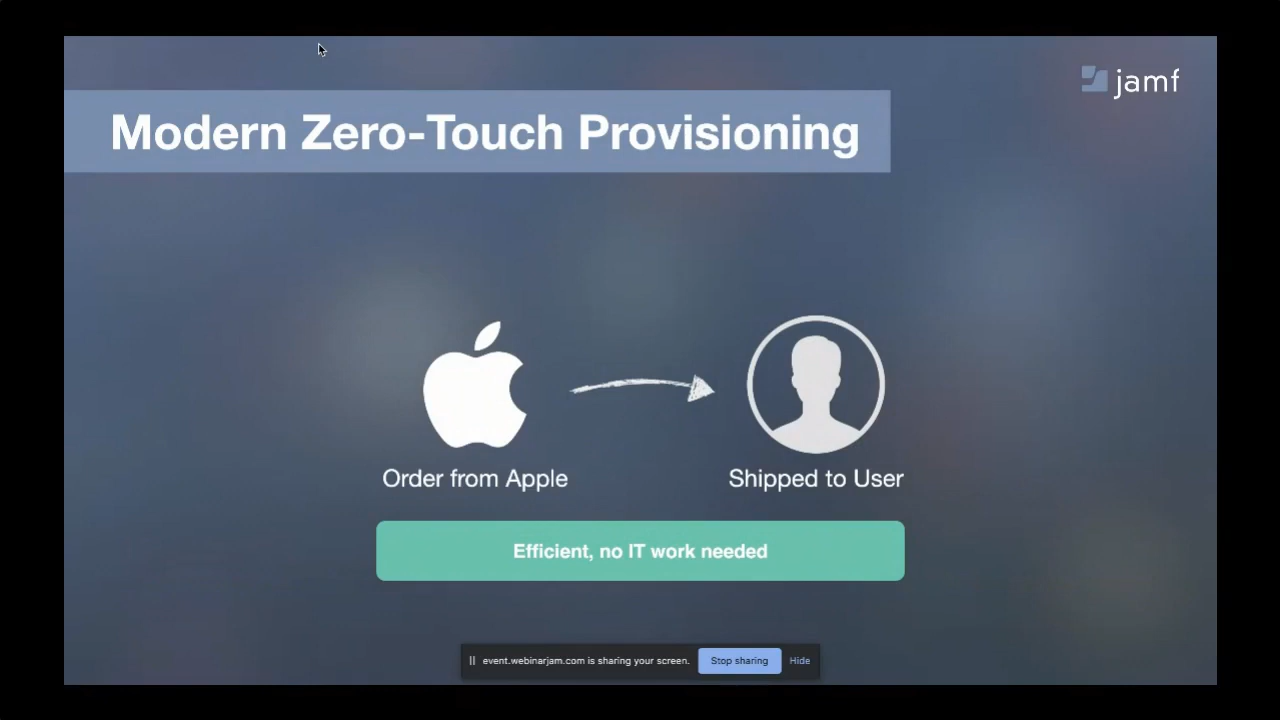 jamf
Modern Zero-Touch Provisioning
Order from Apple
Shipped to User
Efficient, no IT work needed
event.webinarjam.com is sharing your screen.
Stop sharing
Hide